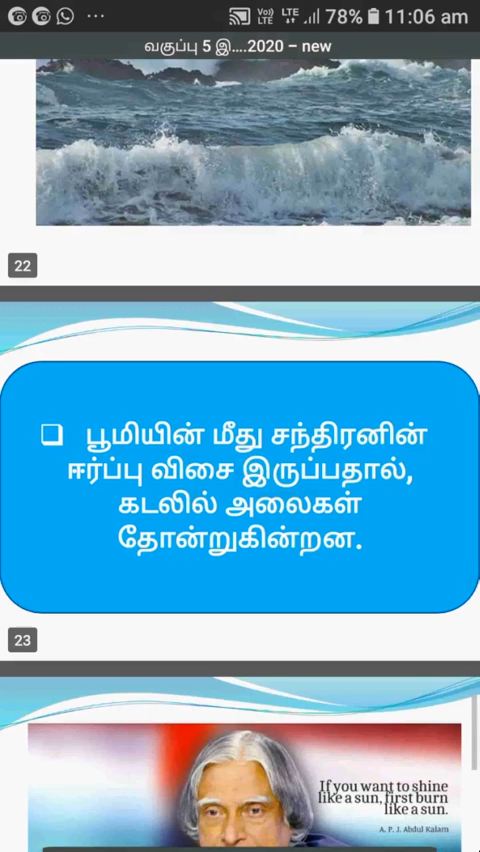 78% 11:06 am
வகுப்பு 5 இ....2020 – new
22
❑ பூமியின் மீது சந்திரனின்
ஈர்ப்பு விசை இருப்பதால்,
கடலில் அலைகள்
தோன்றுகின்றன.
23
If you want to shine
like a sun, first burn
like a sun.
A. P. J. Abdul Kalam